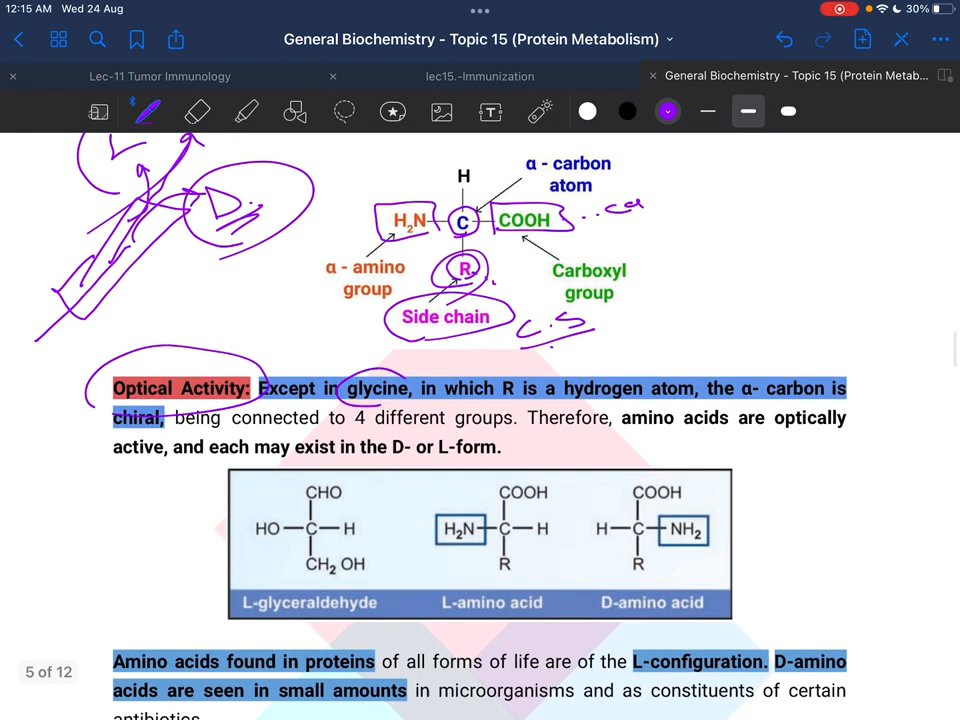 12:15 AM Wed 24 Aug
30%
General Biochemistry - Topic 15 (Protein Metabolism)
Lec-11 Tumor Immunology
lec15.-Immunization
General Biochemistry - Topic 15 (Protein Metab...
L
D
H
α - carbon
atom
H₂N
C
COOH
R
α - amino
group
Carboxyl
group
Side chain
C.S
Optical Activity: Except in glycine, in which R is a hydrogen atom, the α- carbon is
chiral, being connected to 4 different groups. Therefore, amino acids are optically
active, and each may exist in the D- or L-form.
CHO
HO C H
CH₂ OH
L-glyceraldehyde
COOH
H₂N C H
R
L-amino acid
COOH
H C NH₂
R
D-amino acid
5 of 12
Amino acids found in proteins of all forms of life are of the L-configuration. D-amino
acids are seen in small amounts in microorganisms and as constituents of certain
antibiotics.